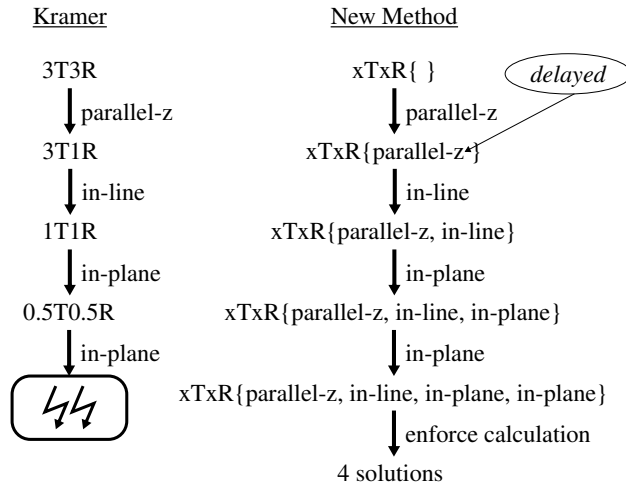 Kramer
3T3R
parallel-z
3T1R
in-line
1T1R
in-plane
0.5T0.5R
in-plane
New Method
xTxR{ }
delayed
parallel-z
xTxR{parallel-z }
in-line
xTxR{parallel-z, in-line}
in-plane
xTxR{parallel-z, in-line, in-plane}
in-plane
xTxR{parallel-z, in-line, in-plane, in-plane}
enforce calculation
4 solutions